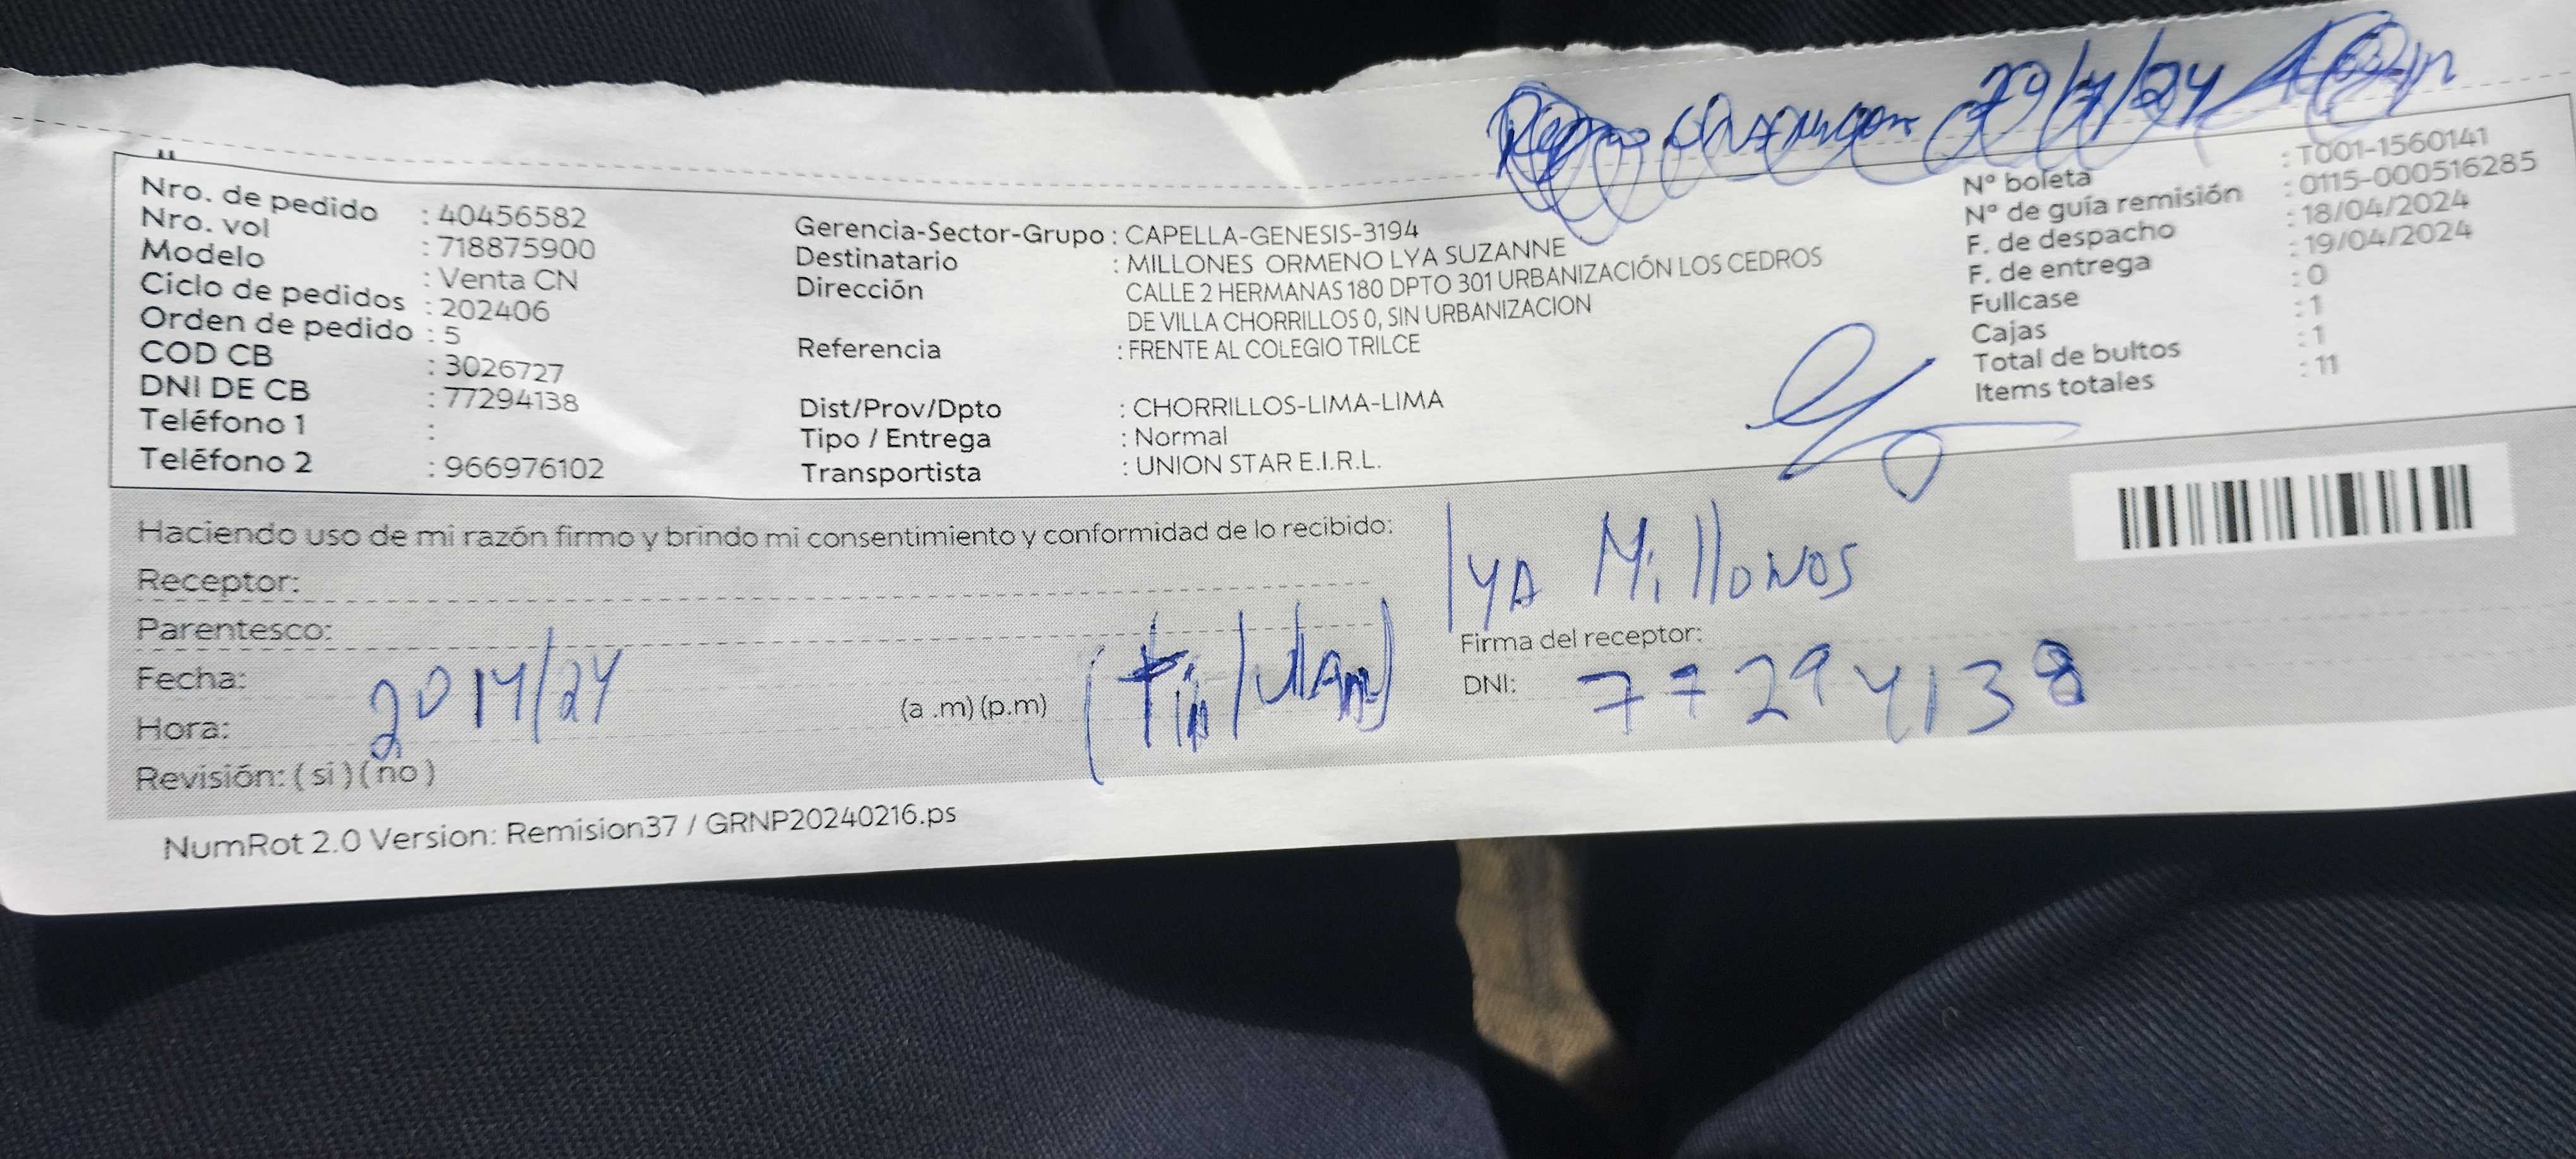 29/4/24
Nro. de pedido : 40456582
Nro. vol : 718875900
Modelo : Venta CN
Ciclo de pedidos : 202406
Orden de pedido : 5
COD CB : 3026727
DNI DE CB : 77294138
Teléfono 1 :
Teléfono 2 : 966976102
Gerencia-Sector-Grupo : CAPELLA-GENESIS-3194
Destinatario : MILLONES ORMENO LYA SUZANNE
Dirección CALLE 2 HERMANAS 180 DPTO 301 URBANIZACIÓN LOS CEDROS
DE VILLA CHORRILLOS 0, SIN URBANIZACION
Referencia : FRENTE AL COLEGIO TRILCE
Dist/Prov/Dpto : CHORRILLOS-LIMA-LIMA
Tipo / Entrega : Normal
Transportista : UNION STAR E.I.R.L.
N° boleta : T001-1560141
N° de guía remisión : 0115-000516285
F. de despacho : 18/04/2024
F. de entrega : 19/04/2024
Fullcase : 0
Cajas : 1
Total de bultos : 1
Items totales : 11
Haciendo uso de mi razón firmo y brindo mi consentimiento y conformidad de lo recibido:
Receptor:
Parentesco:
Fecha: 20/4/24
Hora: (a .m) (p.m)
Revisión: ( si ) ( no )
(titular)
lya Millones
Firma del receptor:
DNI: 77294138
NumRot 2.0 Version: Remision37 / GRNP20240216.ps